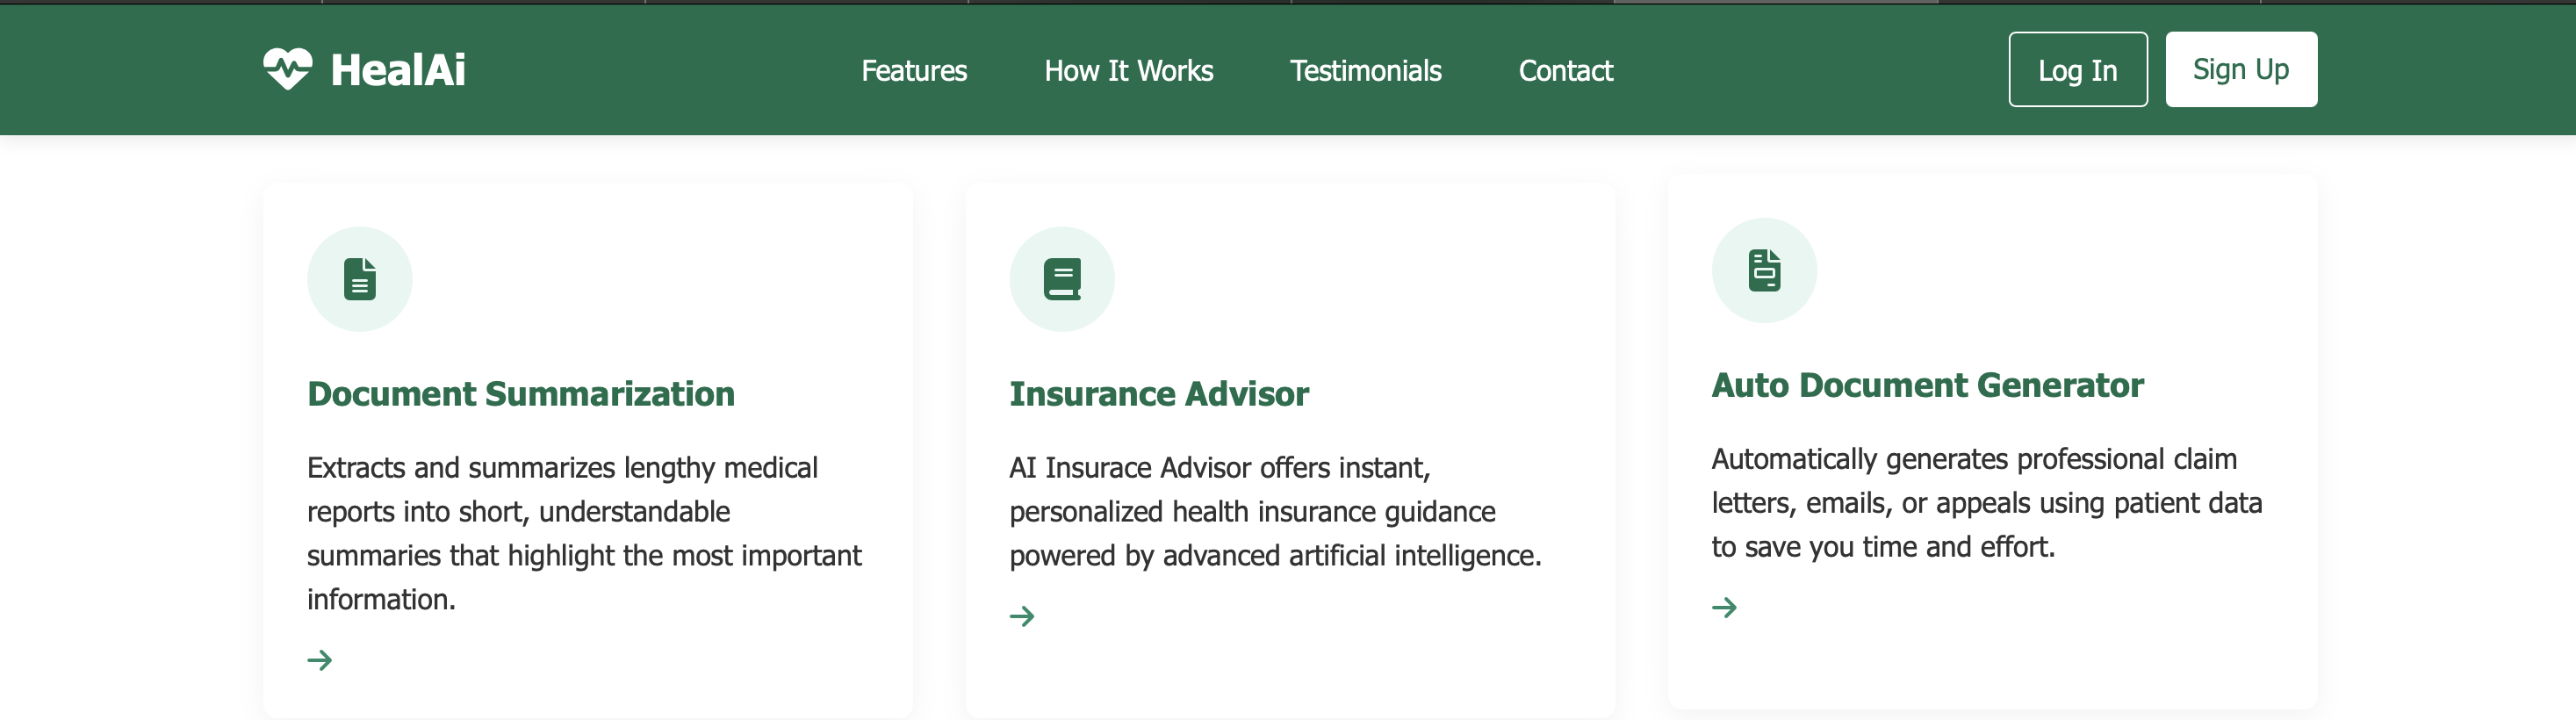 HealAi
Features
How It Works
Testimonials
Contact
Log In
Sign Up
Document Summarization
Extracts and summarizes lengthy medical
reports into short, understandable
summaries that highlight the most important
information.
Insurance Advisor
AI Insurace Advisor offers instant,
personalized health insurance guidance
powered by advanced artificial intelligence.
Auto Document Generator
Automatically generates professional claim
letters, emails, or appeals using patient data
to save you time and effort.